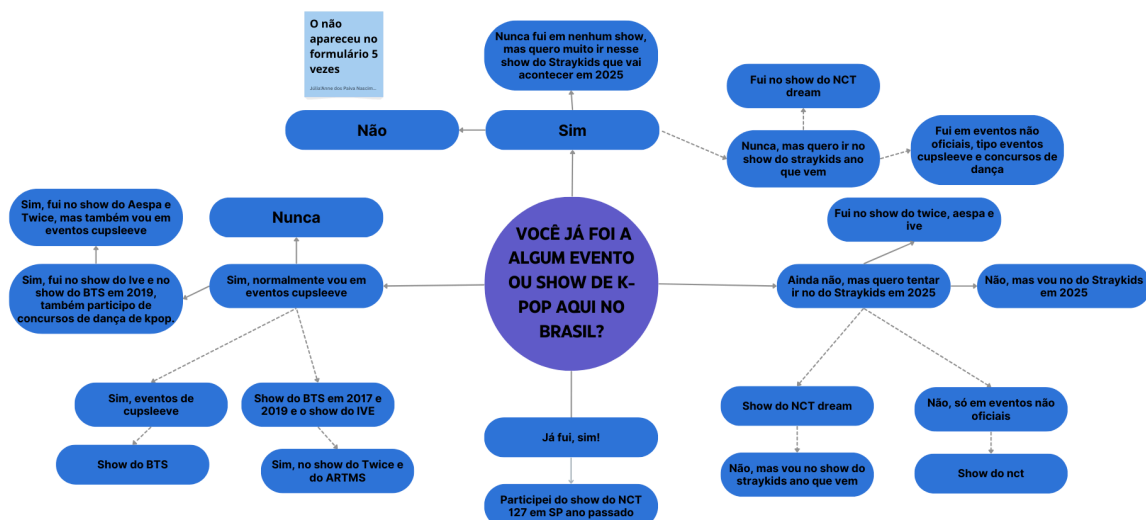 O não
apareceu no
formulário 5
vezes
Nunca fui em nenhum show,
mas quero muito ir nesse
show do Straykids que vai
acontecer em 2025
Fui no show do NCT
dream
Não
Sim
Nunca, mas quero ir no
show do straykids ano
que vem
Fui em eventos não
oficiais, tipo eventos
cupsleeve e concursos de
dança
Sim, fui no show do Aespa e
Twice, mas também vou em
eventos cupsleeve
Nunca
Fui no show do twice, aespa e
ive
VOCÊ JÁ FOI A
ALGUM EVENTO
OU SHOW DE K-
POP AQUI NO
BRASIL?
Sim, fui no show do Ive e no
show do BTS em 2019,
também participo de
concursos de dança de kpop.
Sim, normalmente vou em
eventos cupsleeve
Ainda não, mas quero tentar
ir no do Straykids em 2025
Não, mas vou no do Straykids
em 2025
Sim, eventos de
cupsleeve
Show do BTS em 2017 e
2019 e o show do IVE
Show do NCT dream
Não, só em eventos não
oficiais
Já fui, sim!
Show do BTS
Sim, no show do Twice e
do ARTMS
Não, mas vou no show do
straykids ano que vem
Show do nct
Participei do show do NCT
127 em SP ano passado